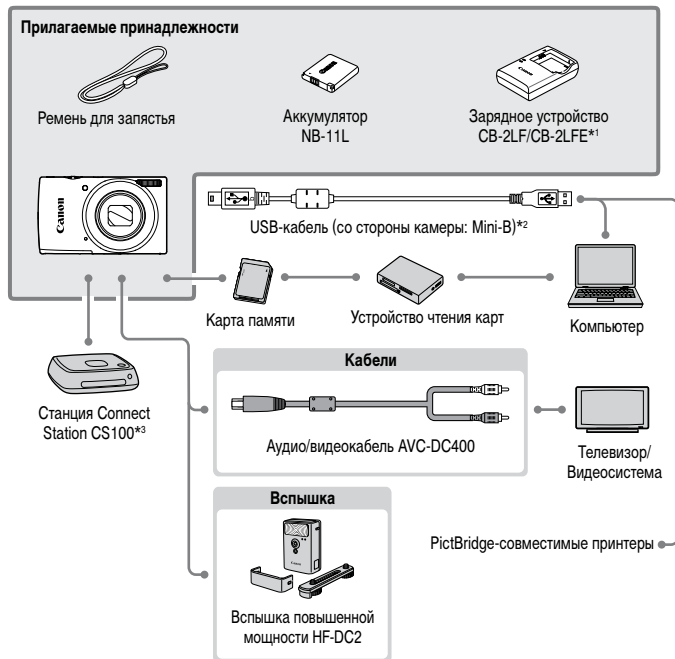 Прилагаемые принадлежности
Ремень для запястья
Аккумулятор
NB-11L
Зарядное устройство
CB-2LF/CB-2LFE*1
Canon
USB-кабель (со стороны камеры: Mini-B)*2
Карта памяти
Устройство чтения карт
Компьютер
Станция Connect
Station CS100*3
Кабели
Аудио/видеокабель AVC-DC400
Телевизор/
Видеосистема
Вспышка
Вспышка повышенной
мощности HF-DC2
PictBridge-совместимые принтеры